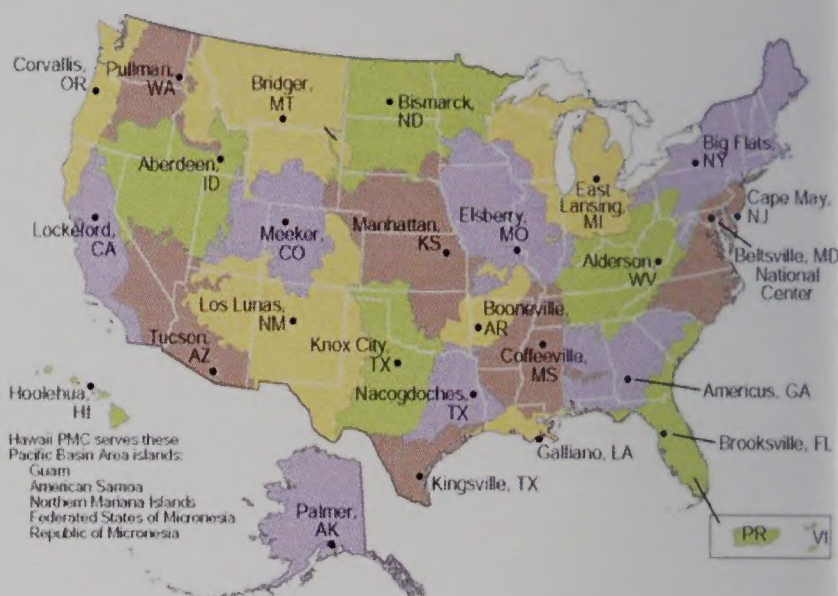 Corvallis,
OR
Pullman,
WA
Bridger,
MT
Bismarck,
ND
Aberdeen,
ID
Big Flats,
NY
East
Lansing,
MI
Cape May,
NJ
Lockeford,
CA
Meeker,
CO
Manhattan,
KS
Elsberry,
MO
Beltsville, MD
National
Center
Alderson,
WV
Los Lunas,
NM
Booneville,
AR
Tucson,
AZ
Knox City,
TX
Coffeeville,
MS
Hoolehua,
HI
Nacogdoches,
TX
Americus, GA
Hawaii PMC serves these
Pacific Basin Area islands:
Guam
American Samoa
Northern Mariana Islands
Federated States of Micronesia
Republic of Micronesia
Brooksville, FL
Galliano, LA
Kingsville, TX
Palmer,
AK
PR
VI